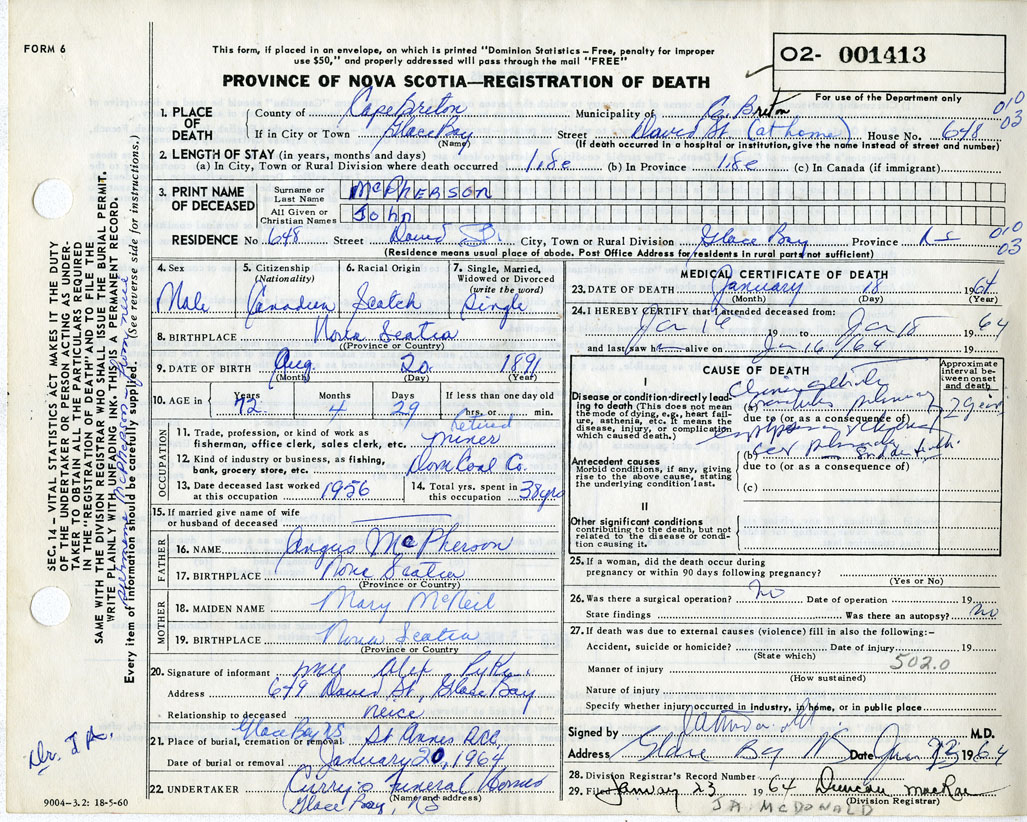 FORM 6
This form, if placed in an envelope, on which is printed "Dominion Statistics – Free, penalty for improper
use $50," and properly addressed will pass through the mail "FREE"
PROVINCE OF NOVA SCOTIA—REGISTRATION OF DEATH
02- 001413
For use of the Department only
010
03
1. PLACE OF DEATH
County of Cape Breton Municipality of C. Breton
If in City or Town Glace Bay Street David St. (at home) House No. 648
(Name)
(If death occurred in a hospital or institution, give the name instead of street and number)
2. LENGTH OF STAY (in years, months and days)
(a) In City, Town or Rural Division where death occurred Life (b) In Province Life (c) In Canada (if immigrant)
3. PRINT NAME OF DECEASED
Surname or Last Name McPHERSON
All Given or Christian Names John
RESIDENCE No 648 Street David St. City, Town or Rural Division Glace Bay Province N S
010
03
(Residence means usual place of abode. Post Office Address for residents in rural parts not sufficient)
4. Sex Male
5. Citizenship (Nationality) Canadian
6. Racial Origin Scotch
7. Single, Married, Widowed or Divorced (write the word) Single
8. BIRTHPLACE Nova Scotia
(Province or Country)
9. DATE OF BIRTH Aug. 20 1891
(Month) (Day) (Year)
10. AGE in Years 72 Months 4 Days 29 If less than one day old hrs. or min.
OCCUPATION
11. Trade, profession, or kind of work as fisherman, office clerk, sales clerk, etc. retired miner
12. Kind of industry or business, as fishing, bank, grocery store, etc. Dom Coal Co.
13. Date deceased last worked at this occupation 1956
14. Total yrs. spent in this occupation 38 yrs
15. If married give name of wife or husband of deceased
FATHER
16. NAME Angus McPherson
17. BIRTHPLACE Nova Scotia
(Province or Country)
MOTHER
18. MAIDEN NAME Mary McNeil
19. BIRTHPLACE Nova Scotia
(Province or Country
20. Signature of informant Mrs Alex
Address 649 David St, Glace Bay
Relationship to deceased neice
Glace Bay NS
21. Place of burial, cremation or removal St Annes RCC
Date of burial or removal January 20, 1964
22. UNDERTAKER Curry's Funeral Homes
Glace Bay, NS
(Name and address)
9004–3.2: 18-5-60
MEDICAL CERTIFICATE OF DEATH
23. DATE OF DEATH January 18 1964
(Month) (Day) (Year)
24. I HEREBY CERTIFY that I attended deceased from:
Jan 16 19 to Jan 18 1964
and last saw h alive on Jan 16/64 19
CAUSE OF DEATH
Approximate interval between onset and death
I
Disease or condition directly leading to death (This does not mean the mode of dying, e.g., heart failure, asthenia, etc. It means the disease, injury, or complication which caused death.)
(a)
due to (or as a consequence of)
(b)
due to (or as a consequence of)
(c)
Antecedent causes
Morbid conditions, if any, giving rise to the above cause, stating the underlying condition last.
II
Other significant conditions
contributing to the death, but not related to the disease or condition causing it.
25. If a woman, did the death occur during
pregnancy or within 90 days following pregnancy?
(Yes or No)
26. Was there a surgical operation? No Date of operation 19
State findings Was there an autopsy? No
27. If death was due to external causes (violence) fill in also the following:–
Accident, suicide or homicide? Date of injury 19
(State which)
502.0
Manner of injury
(How sustained)
Nature of injury
Specify whether injury occurred in industry, in home, or in public place
Signed by M.D.
Address Glace Bay NS Date Jan 23 1964
28. Division Registrar's Record Number
29. Filed January 23 1964 Duncan MacRae
(Division Registrar)
J.A. McDONALD
SEC. 14 – VITAL STATISTICS ACT MAKES IT THE DUTY
OF THE UNDERTAKER OR PERSON ACTING AS UNDER-
TAKER TO OBTAIN ALL THE PARTICULARS REQUIRED
IN THE "REGISTRATION OF DEATH" AND TO FILE THE
SAME WITH THE DIVISION REGISTRAR WHO SHALL ISSUE THE BURIAL PERMIT.
WRITE PLAINLY WITH UNFADING INK. THIS IS A PERMANENT RECORD.
Every item of information should be carefully supplied. (See reverse side for instructions.)